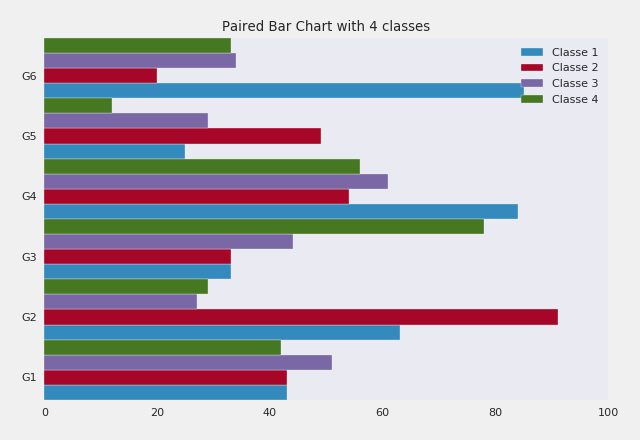 Paired Bar Chart with 4 classes
Classe 1
Classe 2
Classe 3
Classe 4
G6
G5
G4
G3
G2
G1
0 20 40 60 80 100